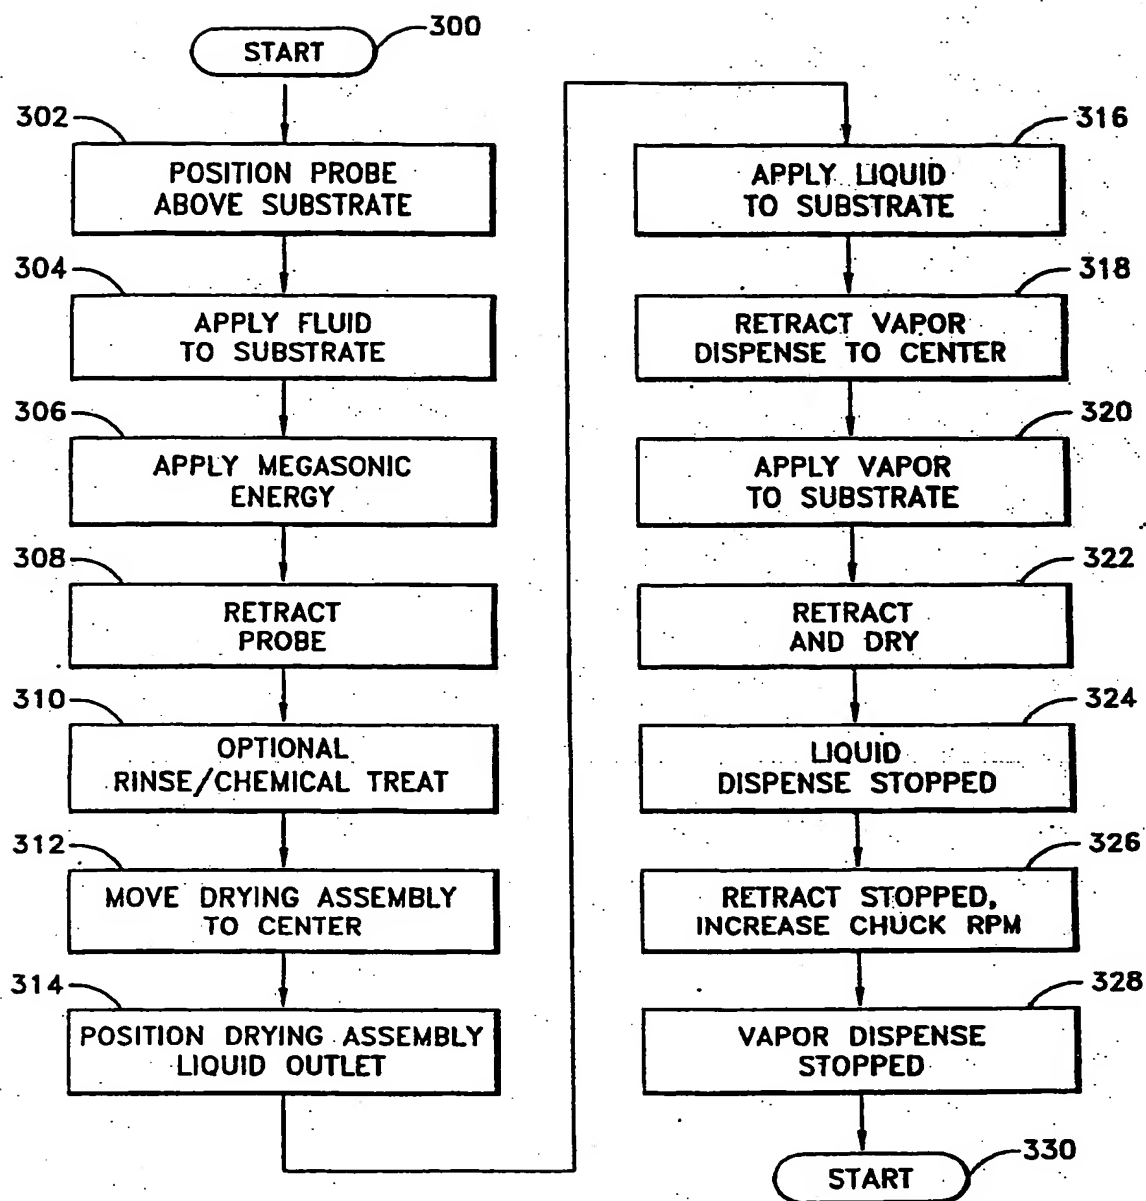 START
300
302
POSITION PROBE
ABOVE SUBSTRATE
304
APPLY FLUID
TO SUBSTRATE
306
APPLY MEGASONIC
ENERGY
308
RETRACT
PROBE
310
OPTIONAL
RINSE/CHEMICAL TREAT
312
MOVE DRYING ASSEMBLY
TO CENTER
314
POSITION DRYING ASSEMBLY
LIQUID OUTLET
316
APPLY LIQUID
TO SUBSTRATE
318
RETRACT VAPOR
DISPENSE TO CENTER
320
APPLY VAPOR
TO SUBSTRATE
322
RETRACT
AND DRY
324
LIQUID
DISPENSE STOPPED
326
RETRACT STOPPED,
INCREASE CHUCK RPM
328
VAPOR DISPENSE
STOPPED
330
START